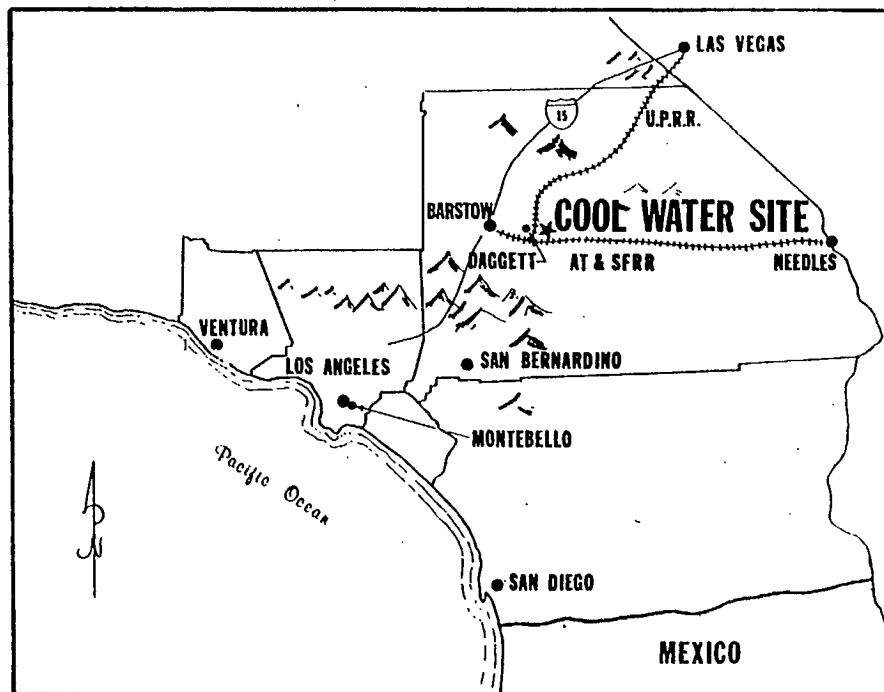 LAS VEGAS
15
U.P.R.R.
BARSTOW
COOL WATER SITE
DAGGETT
AT & SFRR
NEEDLES
VENTURA
LOS ANGELES
SAN BERNARDINO
MONTEBELLO
Pacific Ocean
N
SAN DIEGO
MEXICO